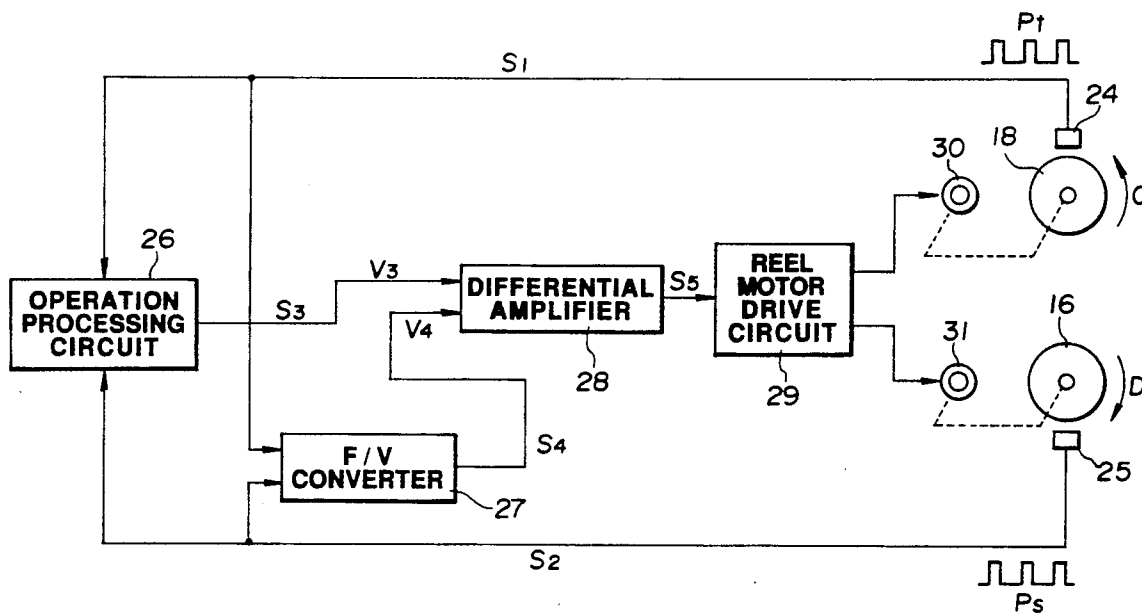 Pt
S1
24
18
30
C
26
OPERATION
PROCESSING
CIRCUIT
S3
V3
V4
DIFFERENTIAL
AMPLIFIER
28
S5
REEL
MOTOR
DRIVE
CIRCUIT
29
16
31
D
25
F/V
CONVERTER
27
S4
S2
Ps